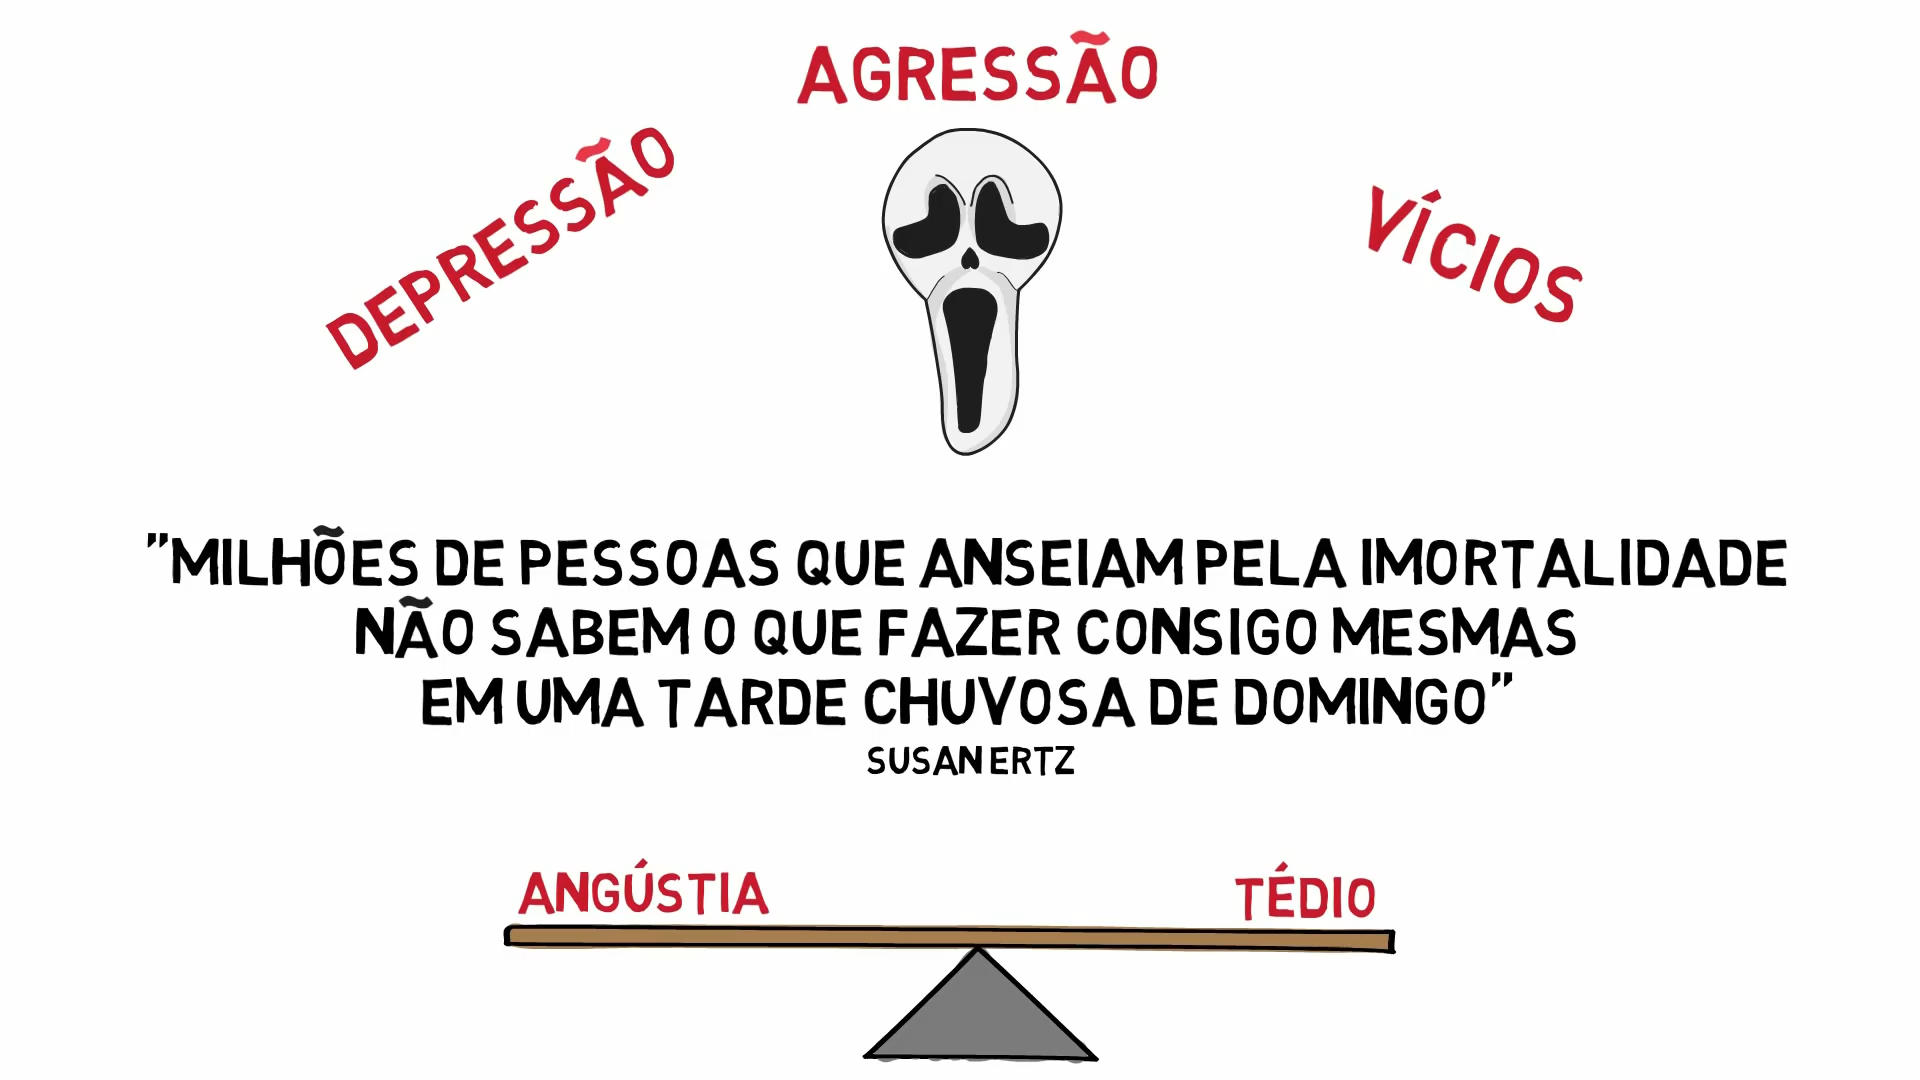 AGRESSÃO
DEPRESSÃO
VÍCIOS
"MILHÕES DE PESSOAS QUE ANSEIAM PELA IMORTALIDADE
NÃO SABEM O QUE FAZER CONSIGO MESMAS
EM UMA TARDE CHUVOSA DE DOMINGO"
SUSAN ERTZ
ANGÚSTIA
TÉDIO